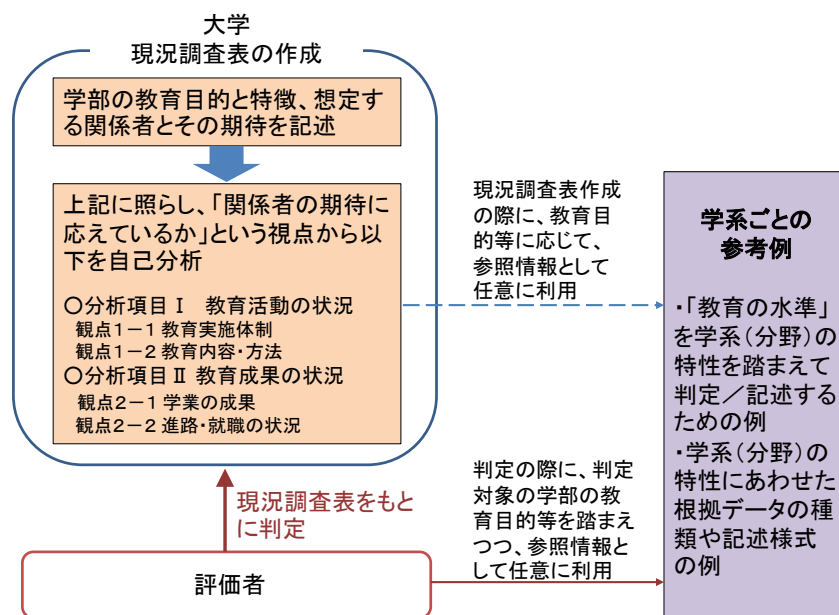 大学
現況調査表の作成
学部の教育目的と特徴、想定す
る関係者とその期待を記述
上記に照らし、「関係者の期待に
応えているか」という視点から以
下を自己分析
○分析項目Ⅰ　教育活動の状況
観点1－1 教育実施体制
観点1－2 教育内容・方法
○分析項目Ⅱ 教育成果の状況
観点2－1 学業の成果
観点2－2 進路・就職の状況
現況調査表作成
の際に、教育目
的等に応じて、
参照情報として
任意に利用
学系ごとの
参考例
・「教育の水準」
を学系（分野）の
特性を踏まえて
判定／記述する
ための例
・学系（分野）の
特性にあわせた
根拠データの種
類や記述様式
の例
現況調査表をもと
に判定
判定の際に、判定
対象の学部の教
育目的等を踏まえ
つつ、参照情報と
して任意に利用
評価者